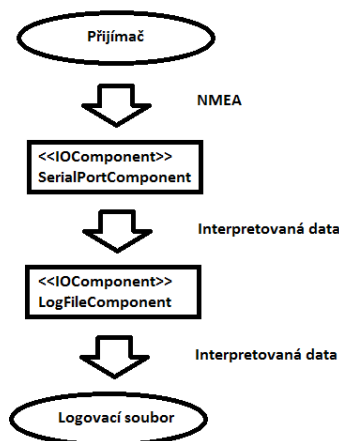 Přijímač
NMEA
<<IOComponent>>
SerialPortComponent
Interpretovaná data
<<IOComponent>>
LogFileComponent
Interpretovaná data
Logovací soubor